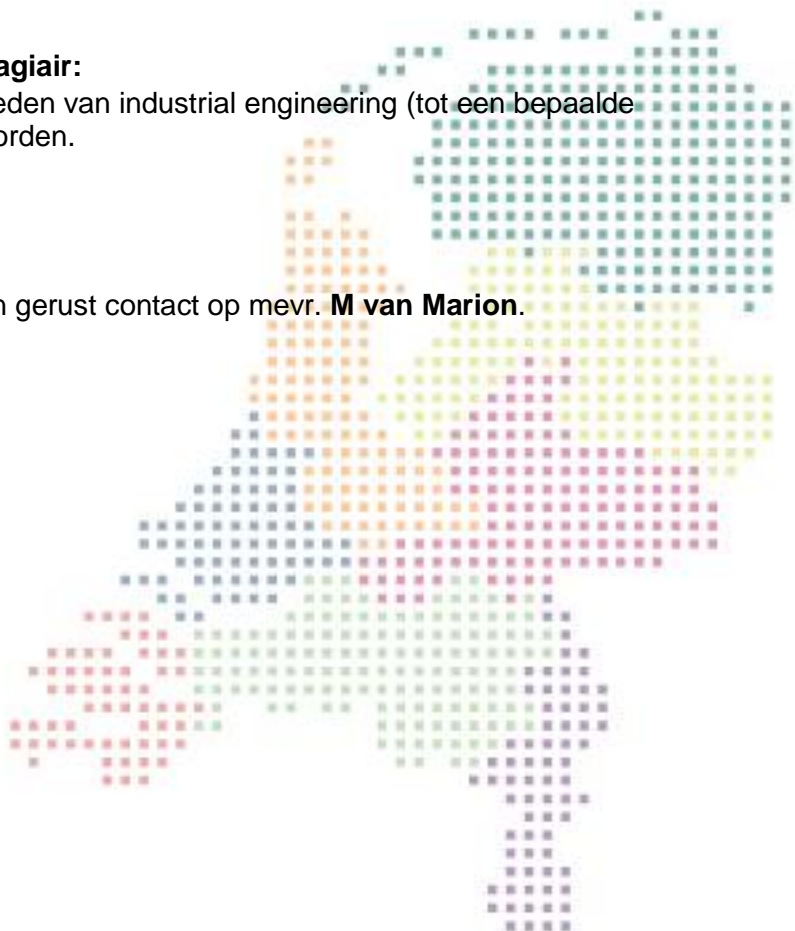 agiair:
eden van industrial engineering (tot een bepaalde
orden.
n gerust contact op mevr. M van Marion.